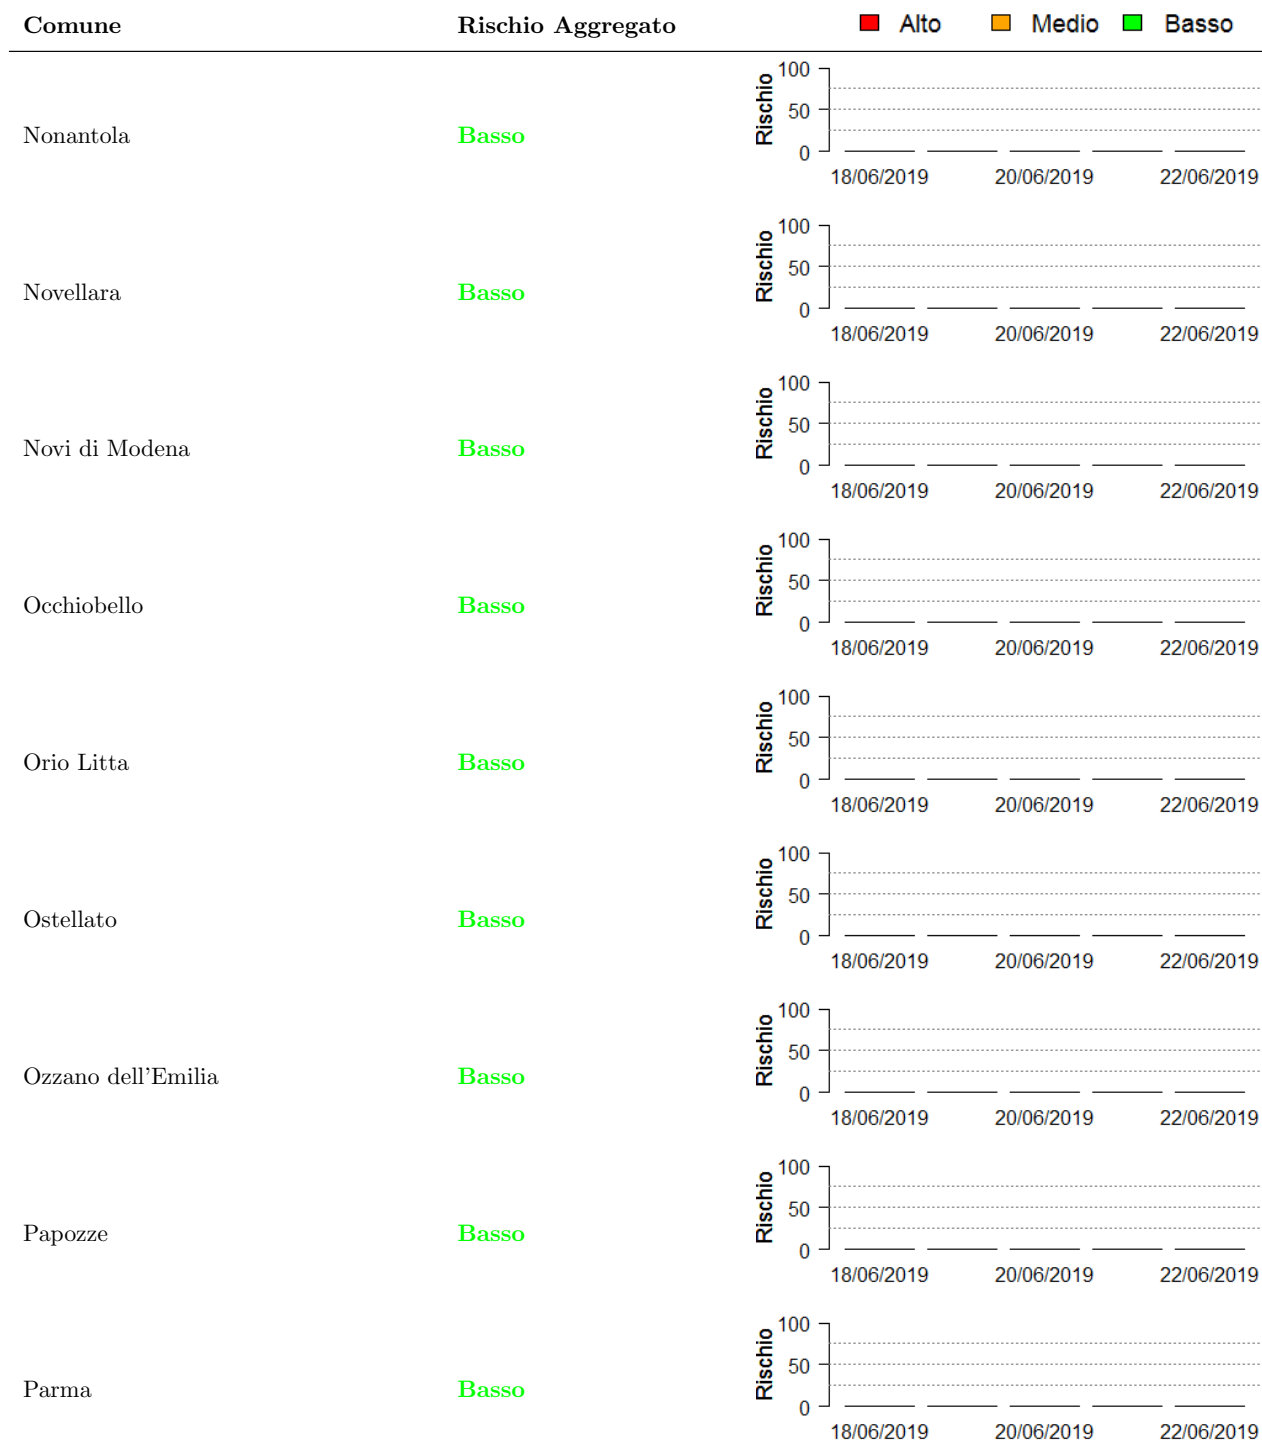 Comune Rischio Aggregato Alto Medio Basso
100
50
0
Rischio
Nonantola Basso
18/06/2019 20/06/2019 22/06/2019
100
50
0
Rischio
Novellara Basso
18/06/2019 20/06/2019 22/06/2019
100
50
0
Rischio
Novi di Modena Basso
18/06/2019 20/06/2019 22/06/2019
100
50
0
Rischio
Occhiobello Basso
18/06/2019 20/06/2019 22/06/2019
100
50
0
Rischio
Orio Litta Basso
18/06/2019 20/06/2019 22/06/2019
100
50
0
Rischio
Ostellato Basso
18/06/2019 20/06/2019 22/06/2019
100
50
0
Rischio
Ozzano dell'Emilia Basso
18/06/2019 20/06/2019 22/06/2019
100
50
0
Rischio
Papozze Basso
18/06/2019 20/06/2019 22/06/2019
100
50
0
Rischio
Parma Basso
18/06/2019 20/06/2019 22/06/2019